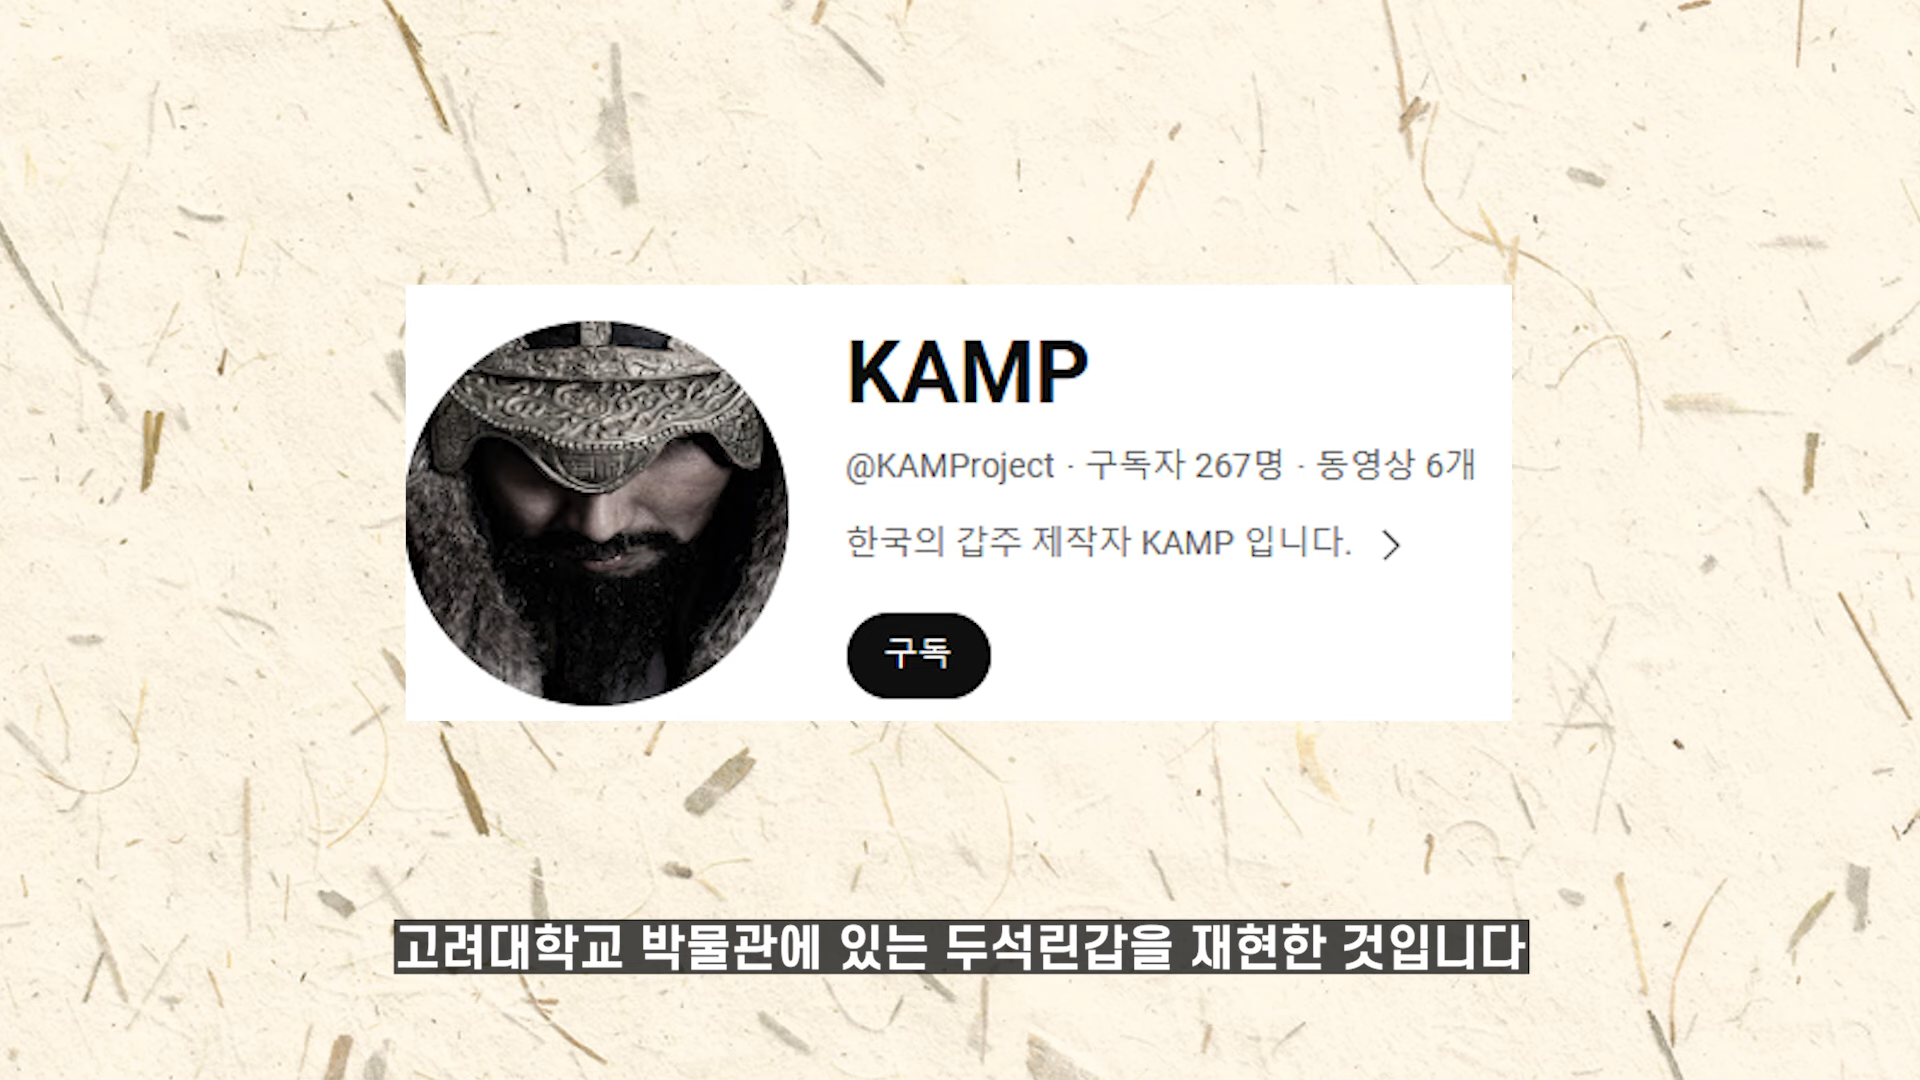 KAMP
@KAMProject · 구독자 267명 · 동영상 6개
한국의 갑주 제작자 KAMP 입니다.
구독
고려대학교 박물관에 있는 두석린갑을 재현한 것입니다